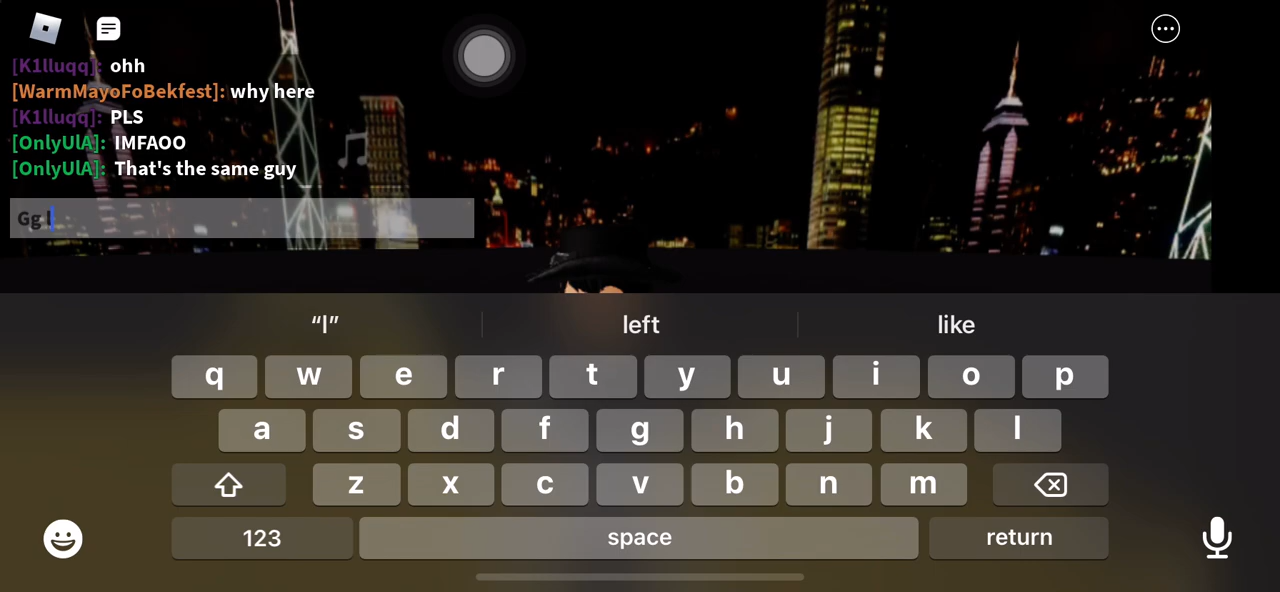 [K1lluqq]: ohh
[WarmMayoFoBekfest]: why here
[K1lluqq]: PLS
[OnlyUlA]: IMFAOO
[OnlyUlA]: That's the same guy
Gg l
“l” left like
q w e r t y u i o p
a s d f g h j k l
z x c v b n m
123 space return